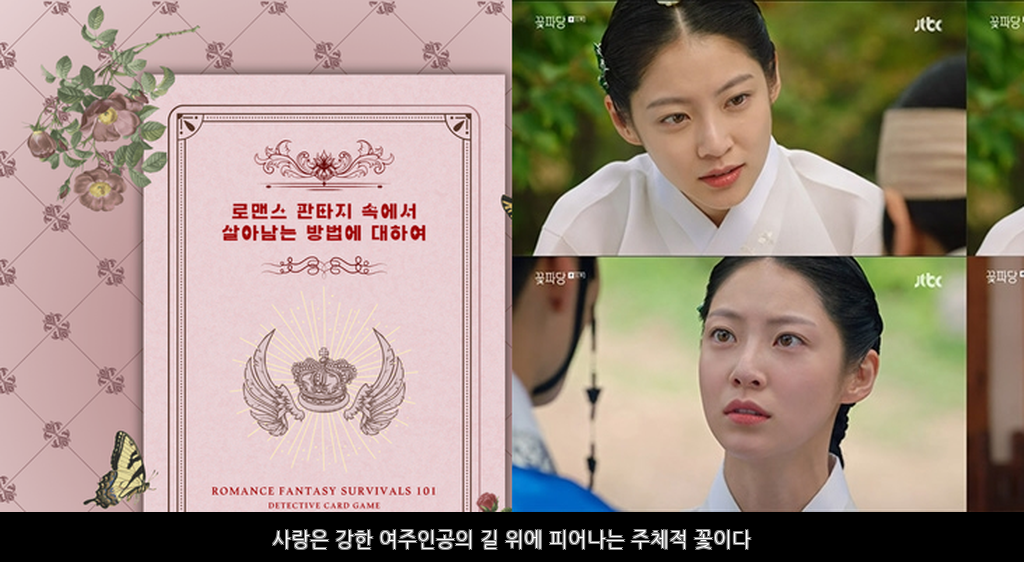 로맨스 판타지 속에서
살아남는 방법에 대하여
ROMANCE FANTASY SURVIVALS 101
DETECTIVE CARD GAME
꽃파당
jtbc
꽃파당
꽃파당
jtbc
꽃파당
사랑은 강한 여주인공의 길 위에 피어나는 주체적 꽃이다